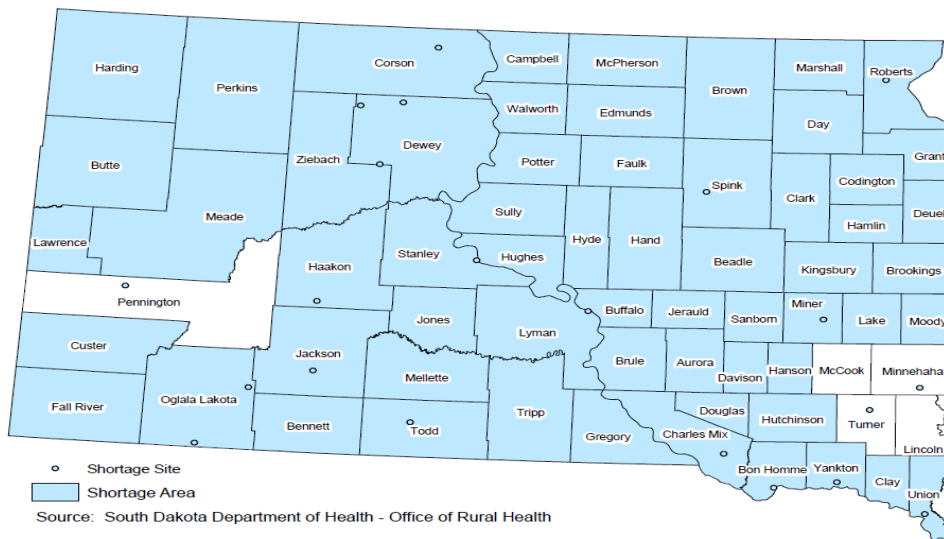 Harding
Perkins
Corson
Campbell
McPherson
Brown
Marshall
Roberts
Walworth
Edmunds
Day
Butte
Ziebach
Dewey
Potter
Faulk
Spink
Grant
Codington
Clark
Deuel
Meade
Sully
Hyde
Hand
Hamlin
Lawrence
Haakon
Stanley
Hughes
Beadle
Kingsbury
Brookings
Pennington
Jones
Lyman
Buffalo
Jerauld
Sanborn
Miner
Lake
Moody
Custer
Jackson
Mellette
Brule
Aurora
Davison
Hanson
McCook
Minnehaha
Fall River
Oglala Lakota
Bennett
Todd
Tripp
Gregory
Charles Mix
Douglas
Hutchinson
Turner
Lincoln
Bon Homme
Yankton
Clay
Union
Shortage Site
Shortage Area
Source: South Dakota Department of Health - Office of Rural Health